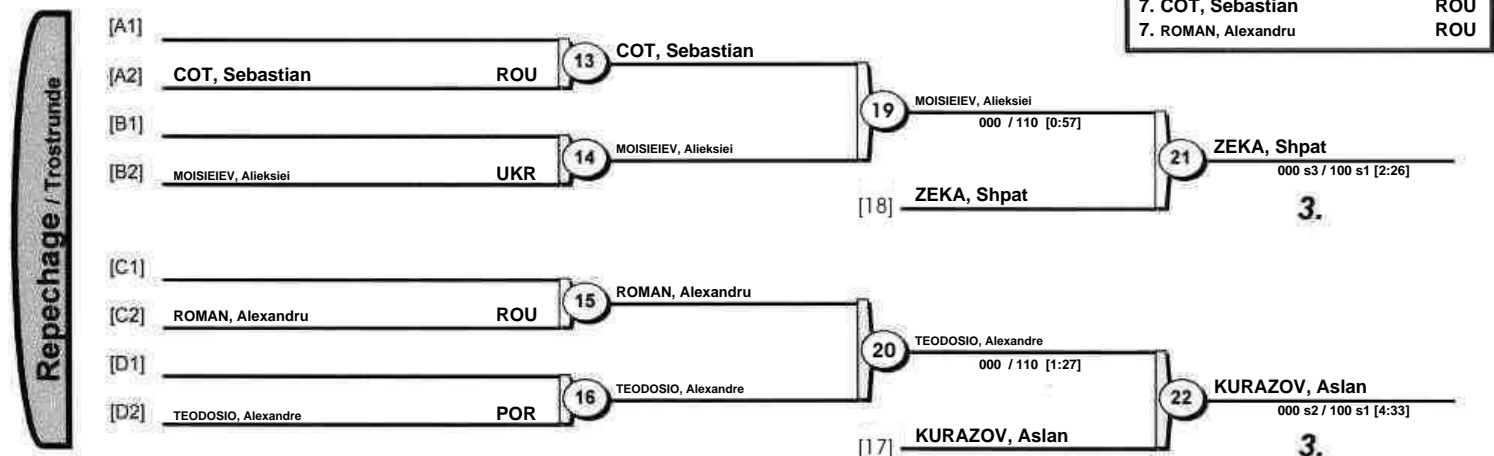 7. COT, Sebastian ROU
7. ROMAN, Alexandru ROU
Repechage / Trostrunde
[A1]
[A2] COT, Sebastian ROU
13 COT, Sebastian
[B1]
[B2] MOISIEIEV, Alieksiei UKR
14 MOISIEIEV, Alieksiei
19 MOISIEIEV, Alieksiei
000 / 110 [0:57]
[18] ZEKA, Shpat
21 ZEKA, Shpat
000 s3 / 100 s1 [2:26]
3.
[C1]
[C2] ROMAN, Alexandru ROU
15 ROMAN, Alexandru
[D1]
[D2] TEODOSIO, Alexandre POR
16 TEODOSIO, Alexandre
20 TEODOSIO, Alexandre
000 / 110 [1:27]
[17] KURAZOV, Aslan
22 KURAZOV, Aslan
000 s2 / 100 s1 [4:33]
3.